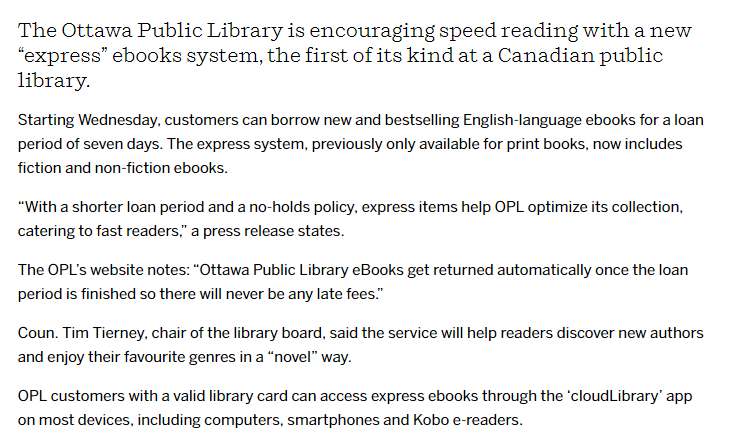 The Ottawa Public Library is encouraging speed reading with a new
“express” ebooks system, the first of its kind at a Canadian public
library.
Starting Wednesday, customers can borrow new and bestselling English-language ebooks for a loan
period of seven days. The express system, previously only available for print books, now includes
fiction and non-fiction ebooks.
“With a shorter loan period and a no-holds policy, express items help OPL optimize its collection,
catering to fast readers,” a press release states.
The OPL’s website notes: “Ottawa Public Library eBooks get returned automatically once the loan
period is finished so there will never be any late fees.”
Coun. Tim Tierney, chair of the library board, said the service will help readers discover new authors
and enjoy their favourite genres in a “novel” way.
OPL customers with a valid library card can access express ebooks through the ‘cloudLibrary’ app
on most devices, including computers, smartphones and Kobo e-readers.